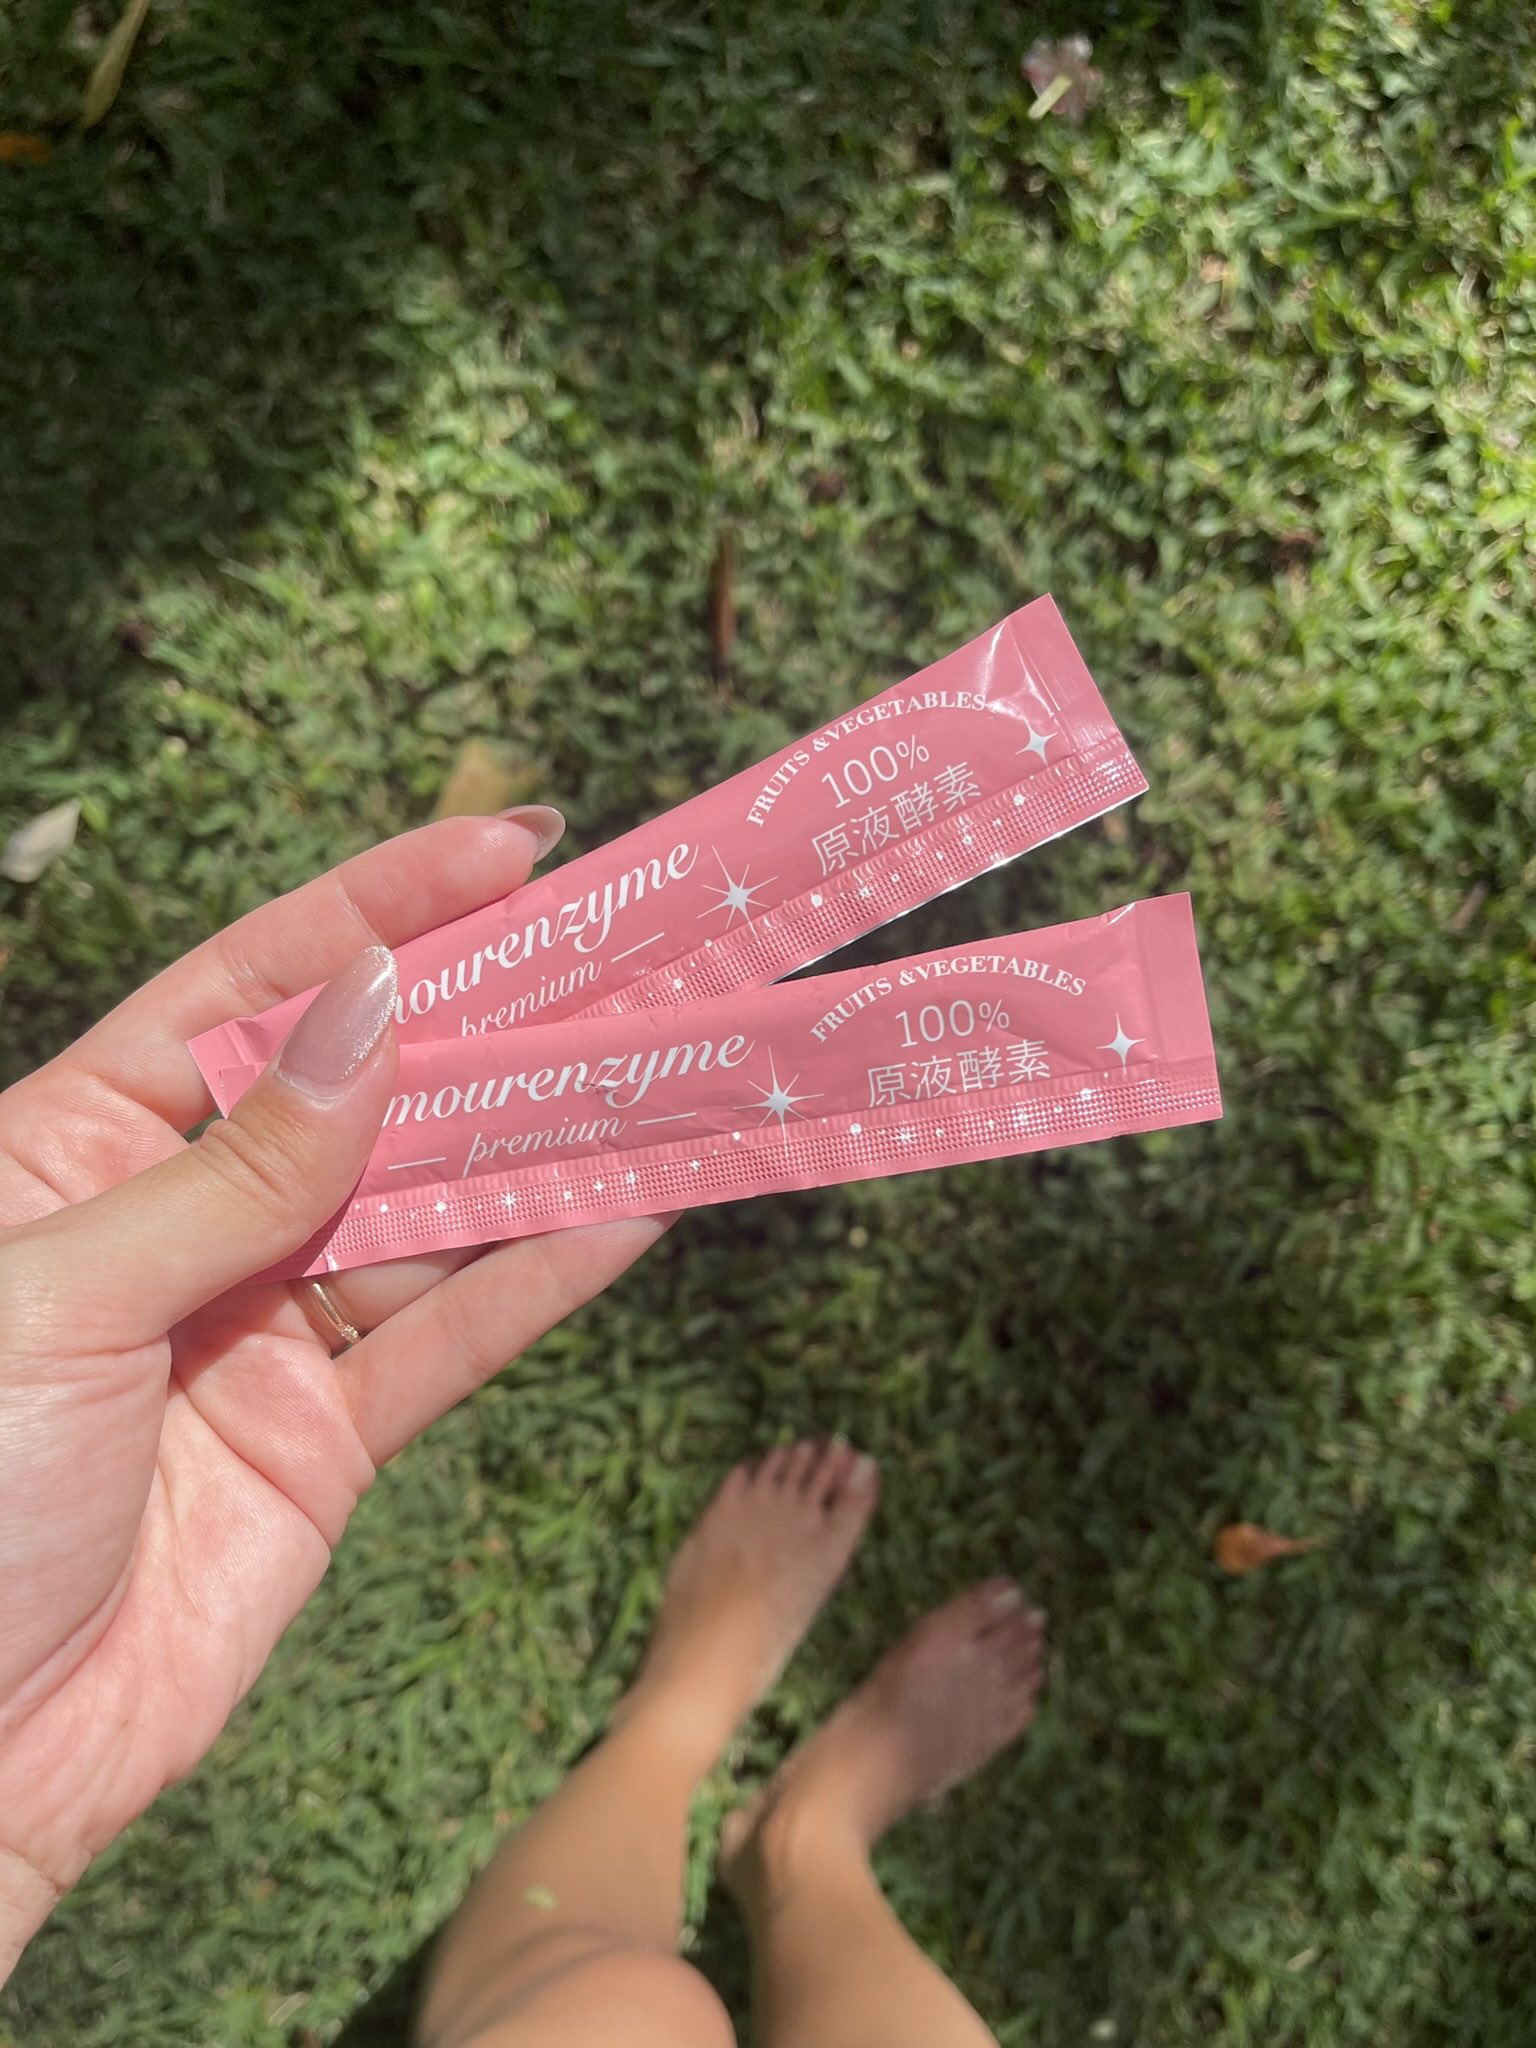 mourenzyme
premium
FRUITS &VEGETABLES
100%
原液酵素
mourenzyme
premium
FRUITS &VEGETABLES
100%
原液酵素